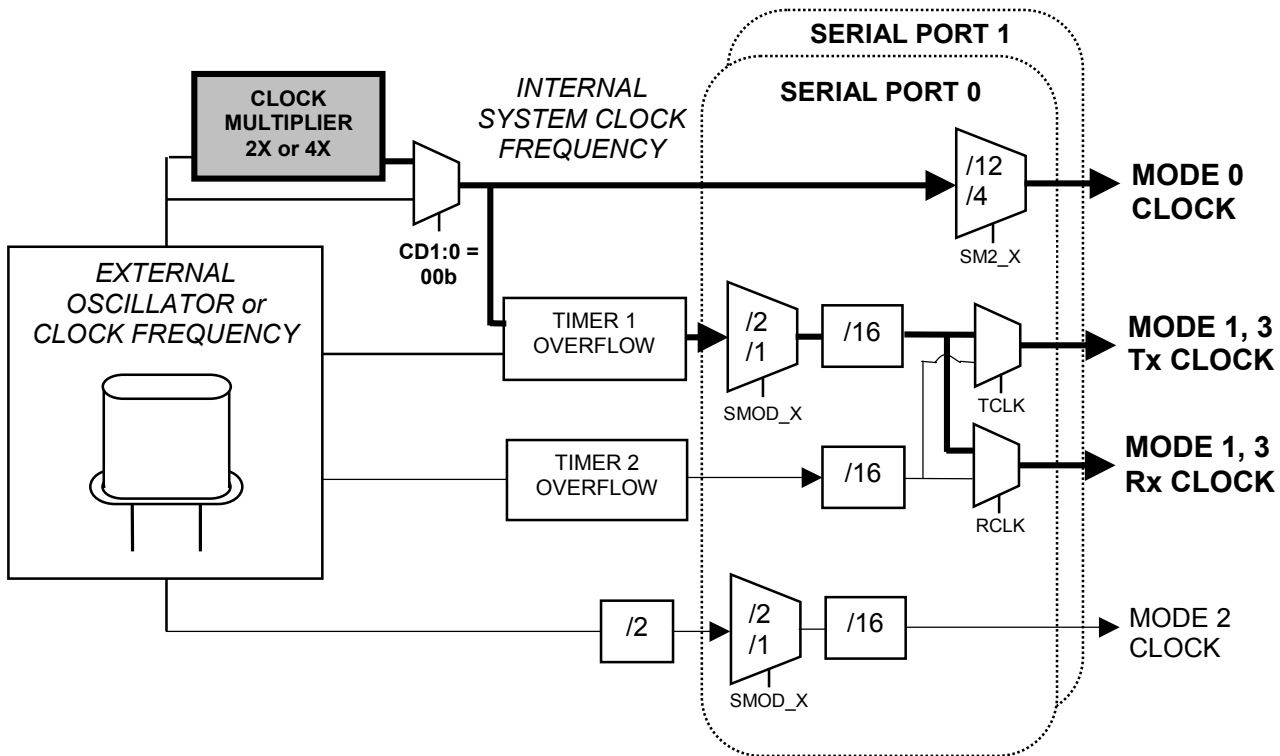 SERIAL PORT 1
SERIAL PORT 0
CLOCK
MULTIPLIER
2X or 4X
INTERNAL
SYSTEM CLOCK
FREQUENCY
/12
/4
SM2_X
MODE 0
CLOCK
CD1:0 =
00b
EXTERNAL
OSCILLATOR or
CLOCK FREQUENCY
TIMER 1
OVERFLOW
/2
/1
SMOD_X
/16
TCLK
MODE 1, 3
Tx CLOCK
TIMER 2
OVERFLOW
/16
RCLK
MODE 1, 3
Rx CLOCK
/2
/2
/1
SMOD_X
/16
MODE 2
CLOCK